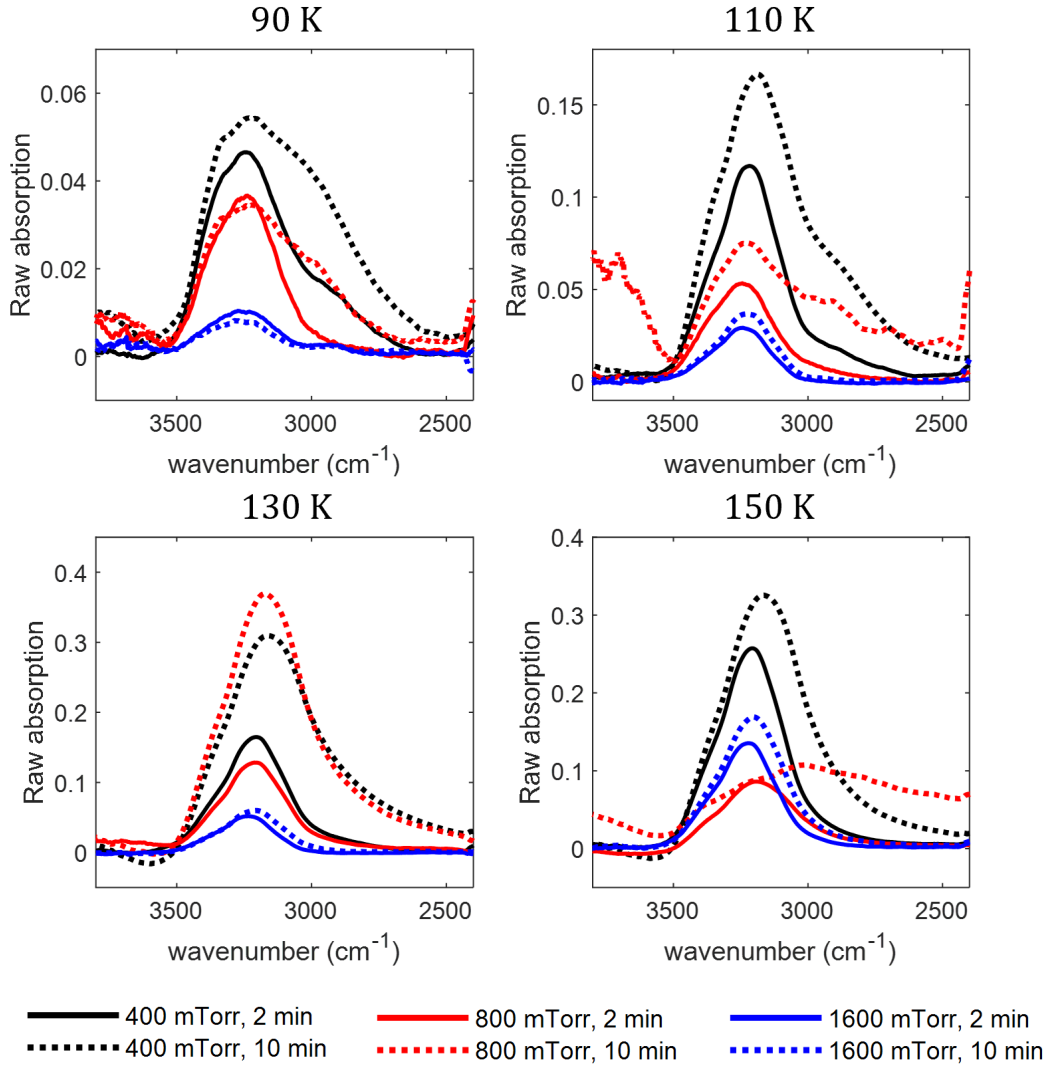 90 K
110 K
Raw absorption
0.06
0.04
0.02
0
3500
3000
2500
wavenumber (cm-1)
Raw absorption
0.15
0.1
0.05
0
3500
3000
2500
wavenumber (cm-1)
130 K
150 K
Raw absorption
0.4
0.3
0.2
0.1
0
3500
3000
2500
wavenumber (cm-1)
Raw absorption
0.4
0.3
0.2
0.1
0
3500
3000
2500
wavenumber (cm-1)
400 mTorr, 2 min
800 mTorr, 2 min
1600 mTorr, 2 min
400 mTorr, 10 min
800 mTorr, 10 min
1600 mTorr, 10 min